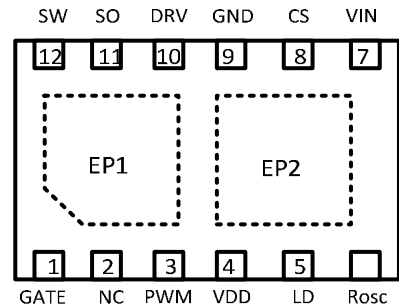 SW SO DRV GND CS VIN
12 11 10 9 8 7
EP1 EP2
1 2 3 4 5
GATE NC PWM VDD LD Rosc